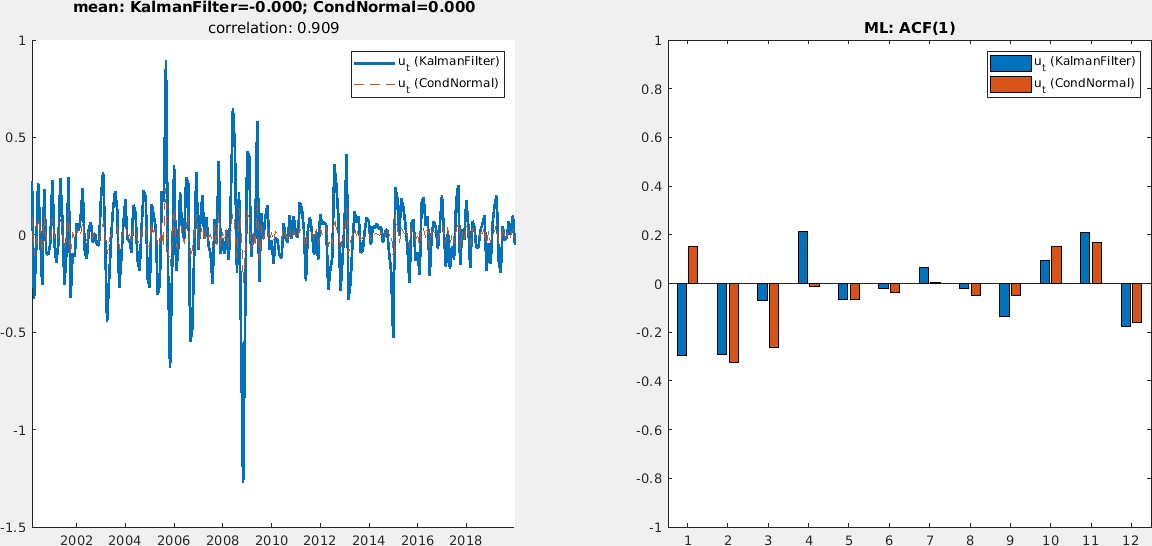 mean: KalmanFilter=-0.000; CondNormal=0.000
correlation: 0.909
1
0.5
0
-0.5
-1
-1.5
2002 2004 2006 2008 2010 2012 2014 2016 2018
u_t (KalmanFilter)
u_t (CondNormal)
ML: ACF(1)
1
0.8
0.6
0.4
0.2
0
-0.2
-0.4
-0.6
-0.8
-1
1 2 3 4 5 6 7 8 9 10 11 12
u_t (KalmanFilter)
u_t (CondNormal)